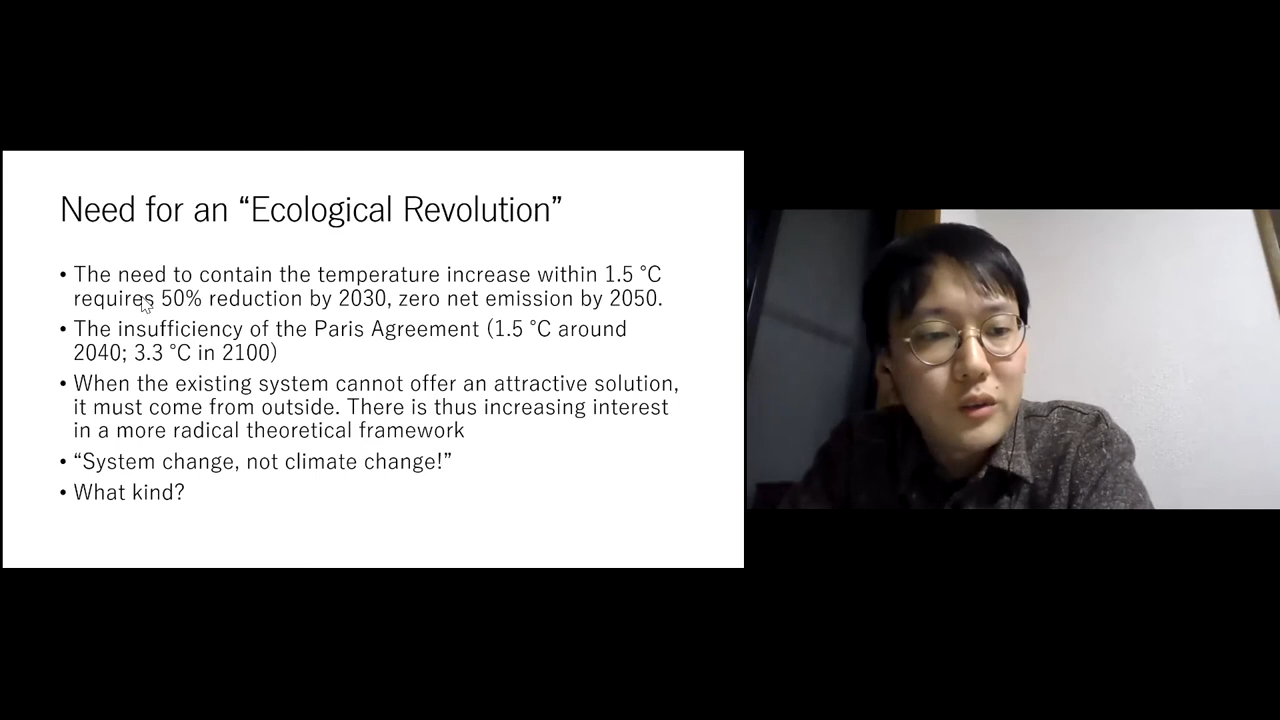 Need for an “Ecological Revolution”
• The need to contain the temperature increase within 1.5 °C
requires 50% reduction by 2030, zero net emission by 2050.
• The insufficiency of the Paris Agreement (1.5 °C around
2040; 3.3 °C in 2100)
• When the existing system cannot offer an attractive solution,
it must come from outside. There is thus increasing interest
in a more radical theoretical framework
• “System change, not climate change!”
• What kind?